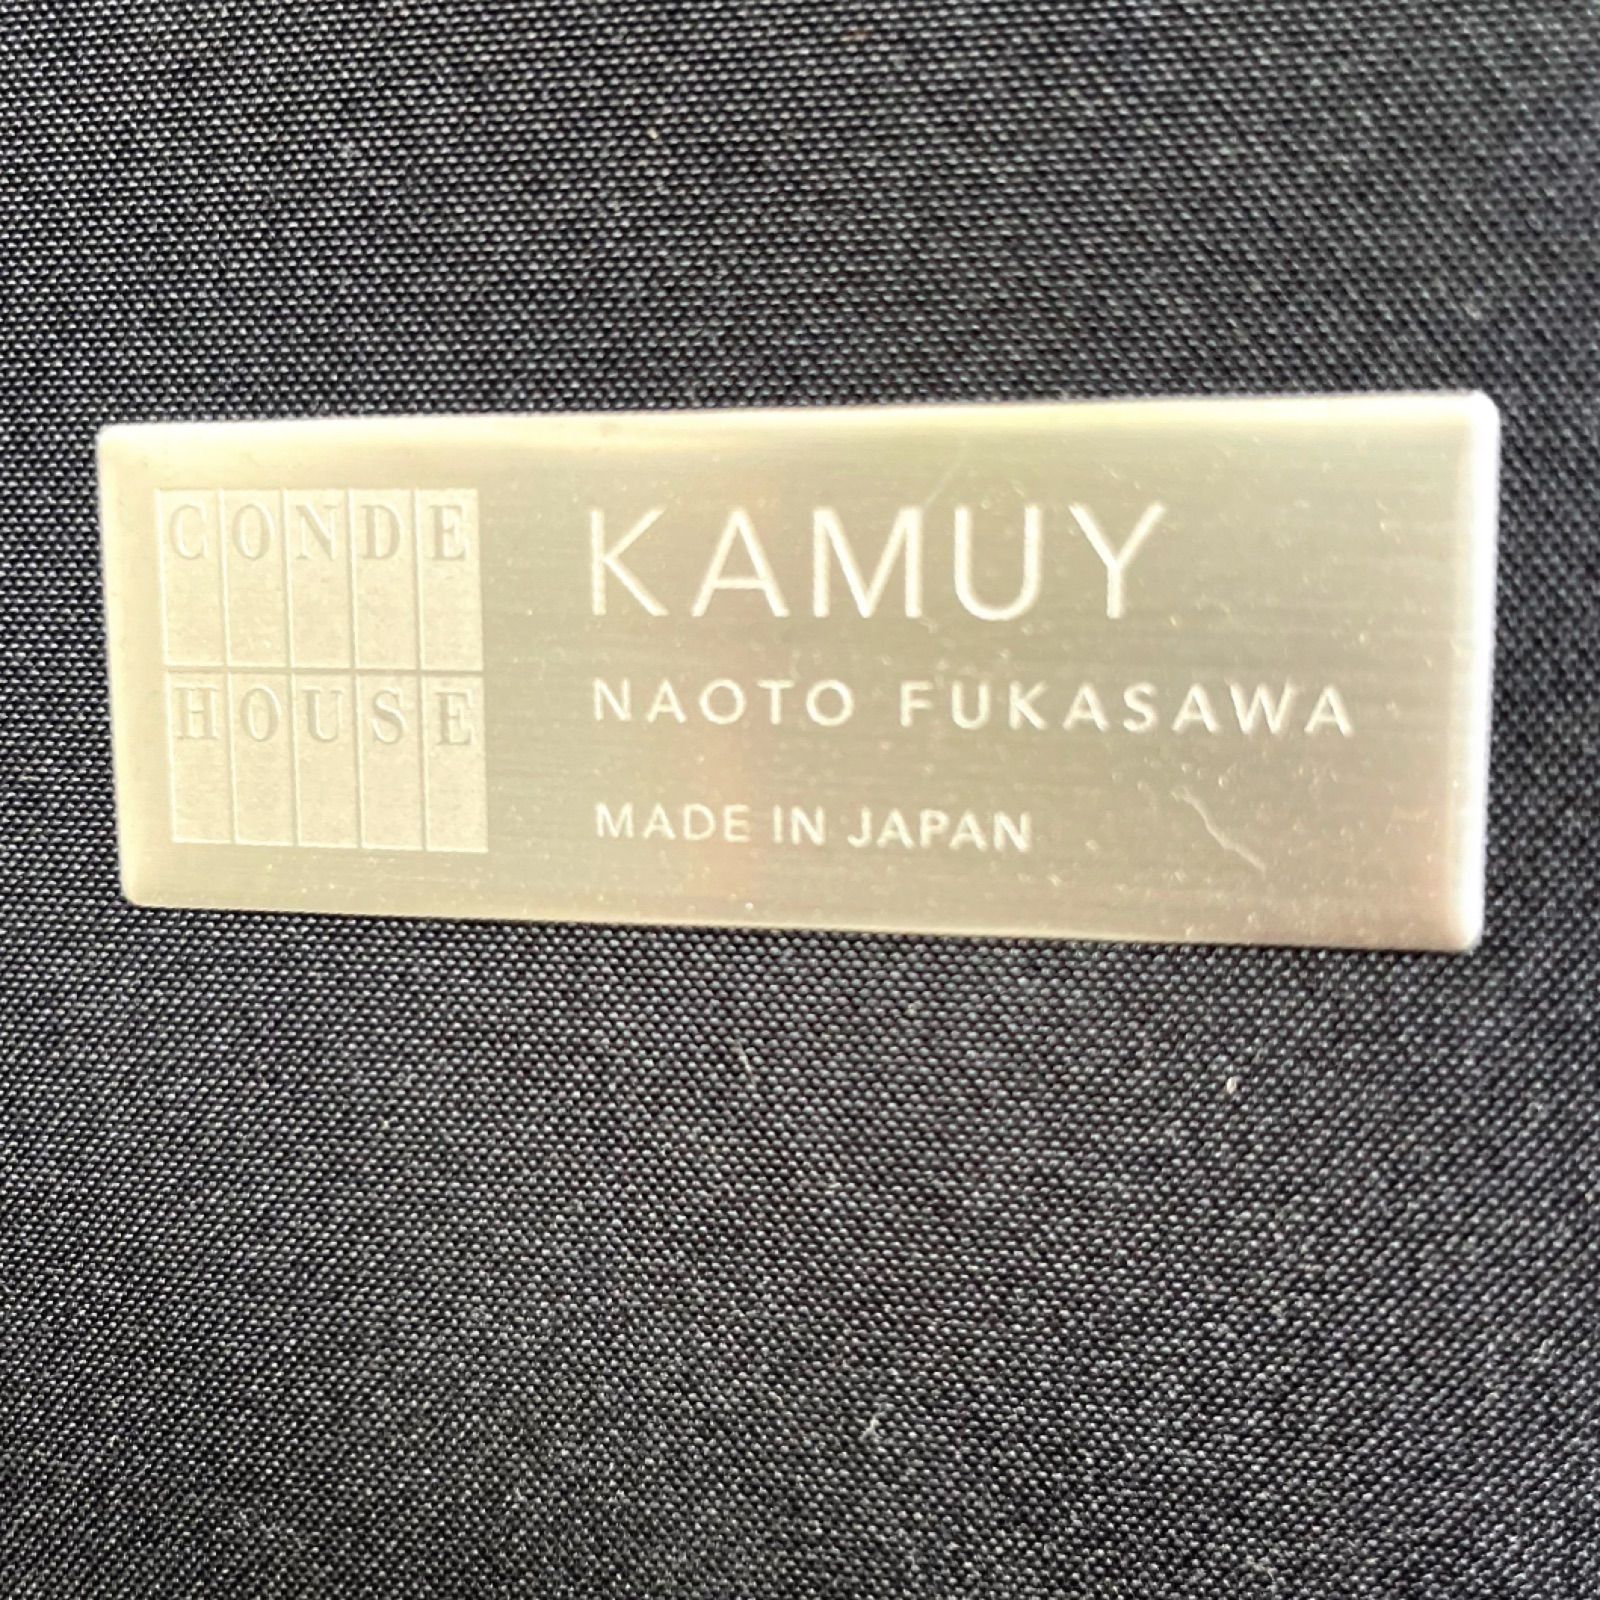 CONDE
HOUSE
KAMUY
NAOTO FUKASAWA
MADE IN JAPAN